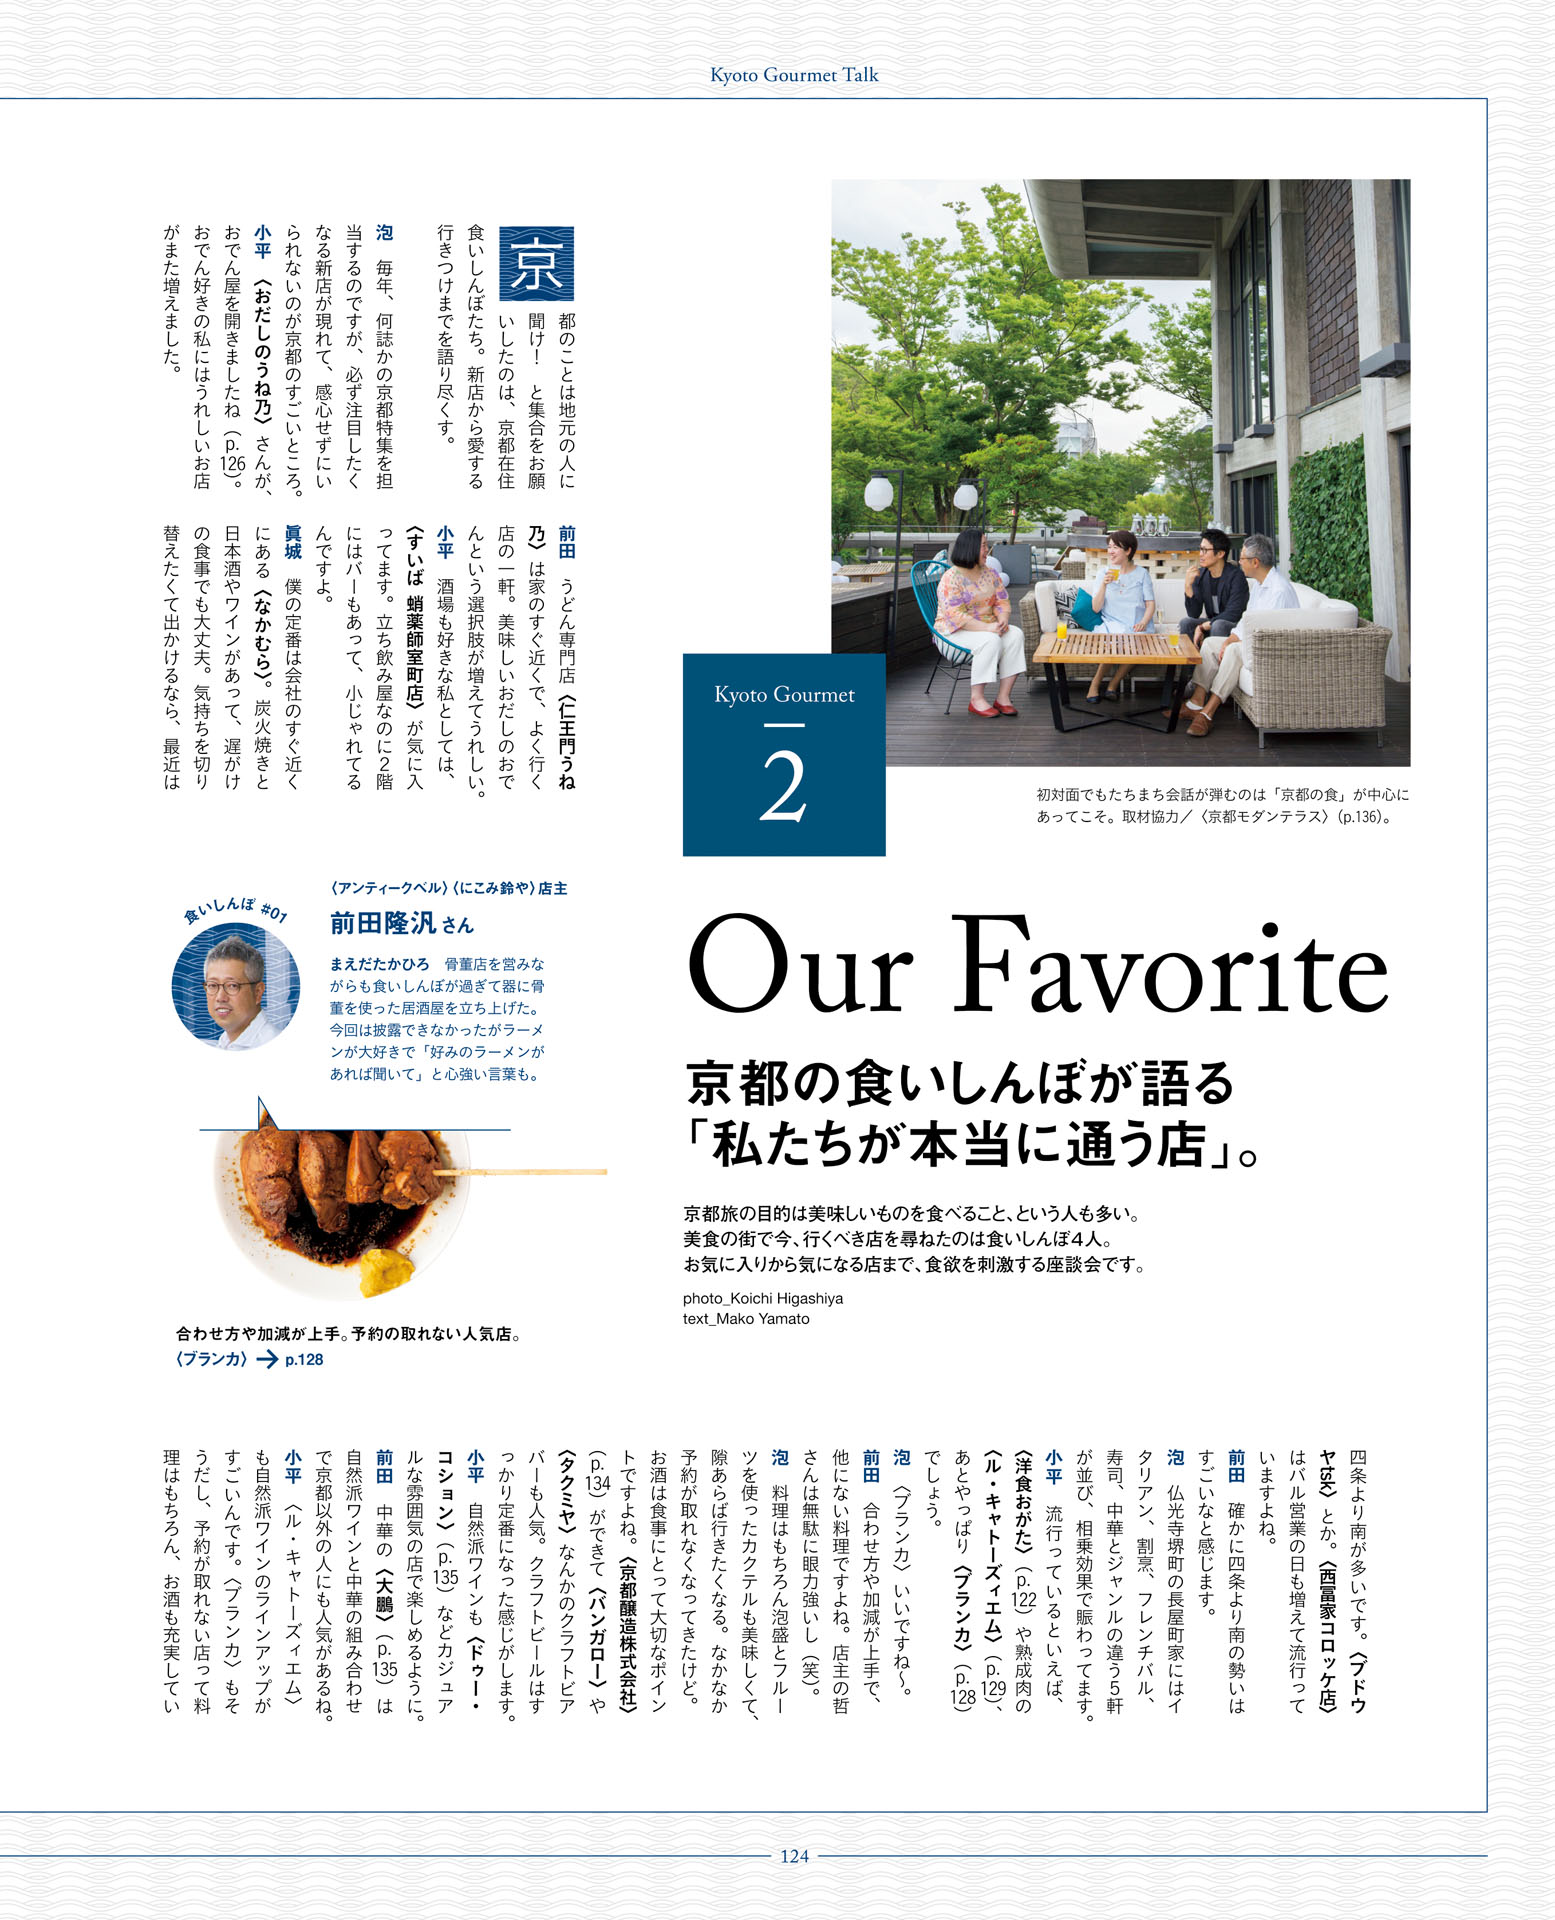 Kyoto Gourmet Talk
初対面でもたちまち会話が弾むのは「京都の食」が中心に
あってこそ。取材協力／〈京都モダンテラス〉（p.136）。
Kyoto Gourmet
2
Our Favorite
京都の食いしんぼが語る
「私たちが本当に通う店」。
京都旅の目的は美味しいものを食べること、という人も多い。
美食の街で今、行くべき店を尋ねたのは食いしんぼ4人。
お気に入りから気になる店まで、食欲を刺激する座談会です。
photo_Koichi Higashiya
text_Mako Yamato
京
都のことは地元の人に
聞け！　と集合をお願
いしたのは、京都在住
食いしんぼたち。新店から愛する
行きつけまでを語り尽くす。
泡　毎年、何誌かの京都特集を担
当するのですが、必ず注目したく
なる新店が現れて、感心せずにい
られないのが京都のすごいところ。
小平　〈おだしのうね乃〉さんが、
おでん屋を開きましたね（p.126）。
おでん好きの私にはうれしいお店
がまた増えました。
前田　うどん専門店〈仁王門うね
乃〉は家のすぐ近くで、よく行く
店の一軒。美味しいおだしのおで
んという選択肢が増えてうれしい。
小平　酒場も好きな私としては、
〈すいば 蛸薬師室町店〉が気に入
ってます。立ち飲み屋なのに2階
にはバーもあって、小じゃれてる
んですよ。
眞城　僕の定番は会社のすぐ近く
にある〈なかむら〉。炭火焼きと
日本酒やワインがあって、遅がけ
の食事でも大丈夫。気持ちを切り
替えたくて出かけるなら、最近は
食いしんぼ #01
〈アンティークベル〉〈にこみ鈴や〉店主
前田隆汎さん
まえだたかひろ　骨董店を営みな
がらも食いしんぼが過ぎて器に骨
董を使った居酒屋を立ち上げた。
今回は披露できなかったがラーメ
ンが大好きで「好みのラーメンが
あれば聞いて」と心強い言葉も。
合わせ方や加減が上手。予約の取れない人気店。
〈ブランカ〉→ p.128
四条より南が多いです。〈ブドウ
ヤtsk〉とか。〈西冨家コロッケ店〉
はバル営業の日も増えて流行って
いますよね。
前田　確かに四条より南の勢いは
すごいなと感じます。
泡　仏光寺堺町の長屋町家にはイ
タリアン、割烹、フレンチバル、
寿司、中華とジャンルの違う5軒
が並び、相乗効果で賑わってます。
小平　流行っているといえば、
〈洋食おがた〉（p.122）や熟成肉の
〈ル・キャトーズィエム〉（p.129）、
あとやっぱり〈ブランカ〉（p.128）
でしょう。
泡　〈ブランカ〉いいですね〜。
前田　合わせ方や加減が上手で、
他にない料理ですよね。店主の哲
さんは無駄に眼力強いし（笑）。
泡　料理はもちろん泡盛とフルー
ツを使ったカクテルも美味しくて、
隙あらば行きたくなる。なかなか
予約が取れなくなってきたけど。
お酒は食事にとって大切なポイン
トですよね。〈京都醸造株式会社〉
（p.134）ができて〈バンガロー〉や
〈タクミヤ〉なんかのクラフトビア
バーも人気。クラフトビールはす
っかり定番になった感じがします。
小平　自然派ワインも〈ドゥー・
コション〉（p.135）などカジュア
ルな雰囲気の店で楽しめるように。
前田　中華の〈大鵬〉（p.135）は
自然派ワインと中華の組み合わせ
で京都以外の人にも人気があるね。
小平　〈ル・キャトーズィエム〉
も自然派ワインのラインアップが
すごいんです。〈ブランカ〉もそ
うだし、予約が取れない店って料
理はもちろん、お酒も充実してい
124